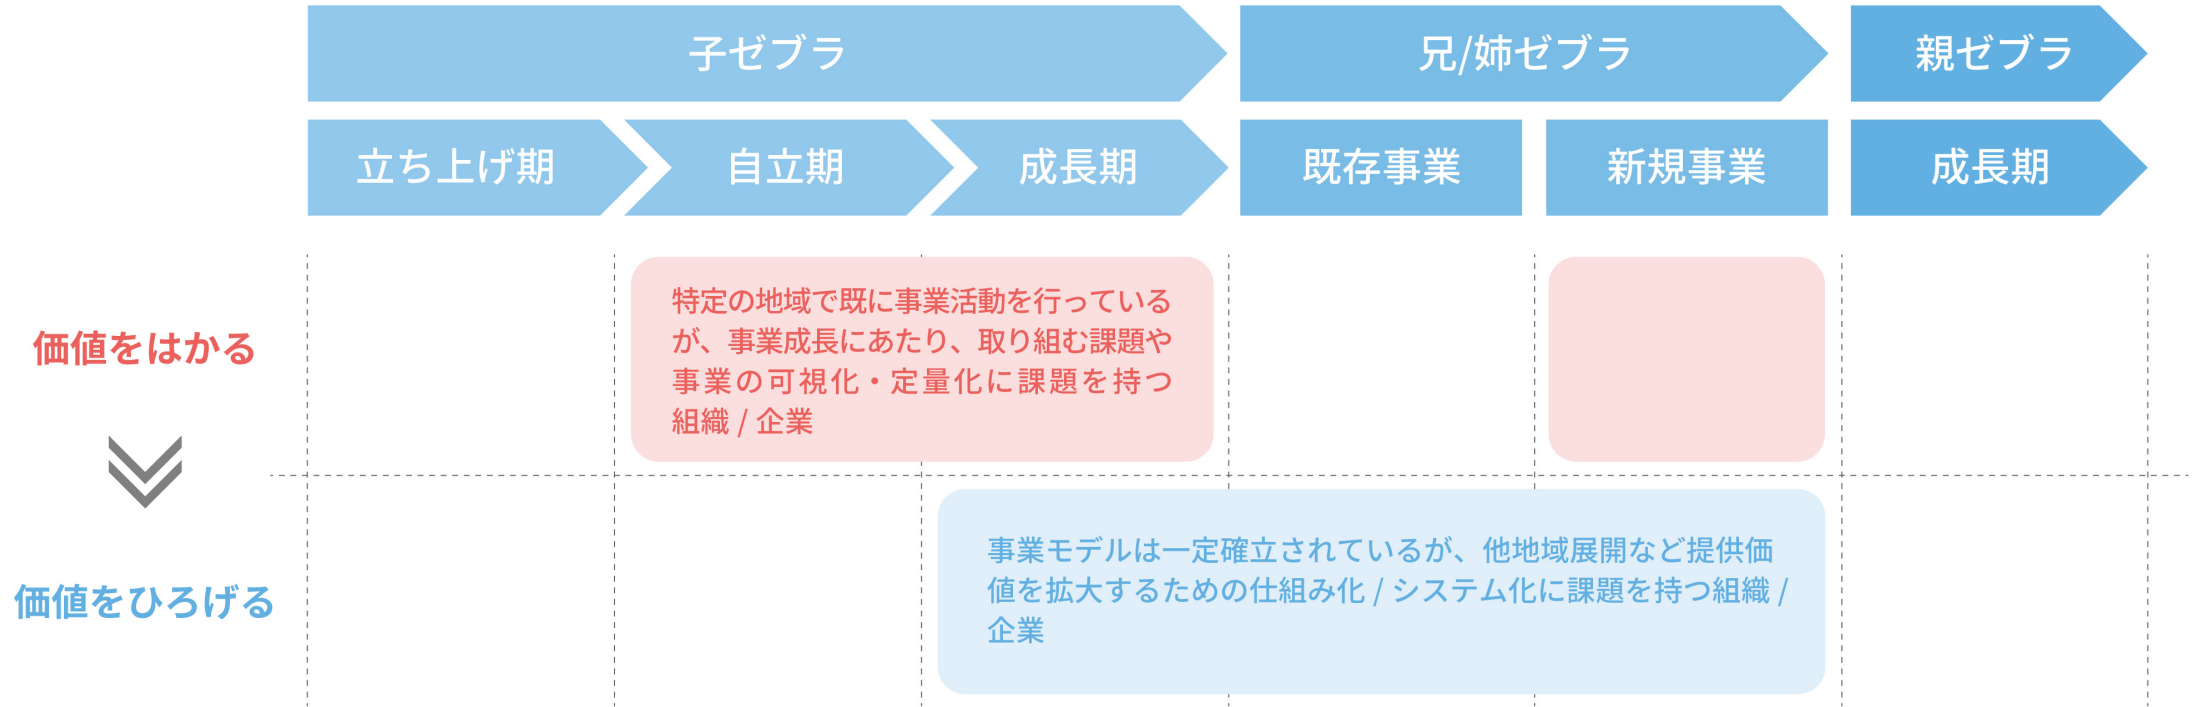 子ゼブラ
兄/姉ゼブラ
親ゼブラ
立ち上げ期
自立期
成長期
既存事業
新規事業
成長期
価値をはかる
特定の地域で既に事業活動を行っている
が、事業成長にあたり、取り組む課題や
事業の可視化・定量化に課題を持つ
組織 / 企業
価値をひろげる
事業モデルは一定確立されているが、他地域展開など提供価
値を拡大するための仕組み化 / システム化に課題を持つ組織 /
企業